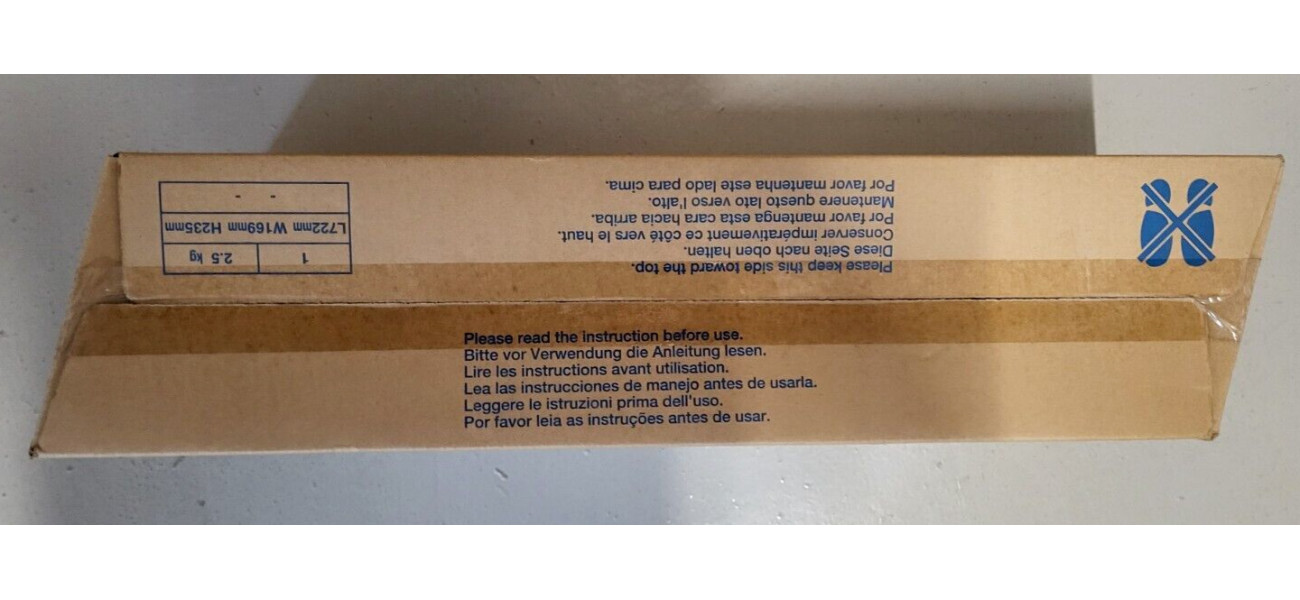 Please keep this side toward the top.
Diese Seite nach oben halten.
Conserver impérativement ce côté vers le haut.
Por favor mantenga esta cara hacia arriba.
Mantenere questo lato verso l'alto.
Por favor mantenha este lado para cima.
1 2.5 kg
L722mm W169mm H235mm
- -
Please read the instruction before use.
Bitte vor Verwendung die Anleitung lesen.
Lire les instructions avant utilisation.
Lea las instrucciones de manejo antes de usarla.
Leggere le istruzioni prima dell'uso.
Por favor leia as instruções antes de usar.